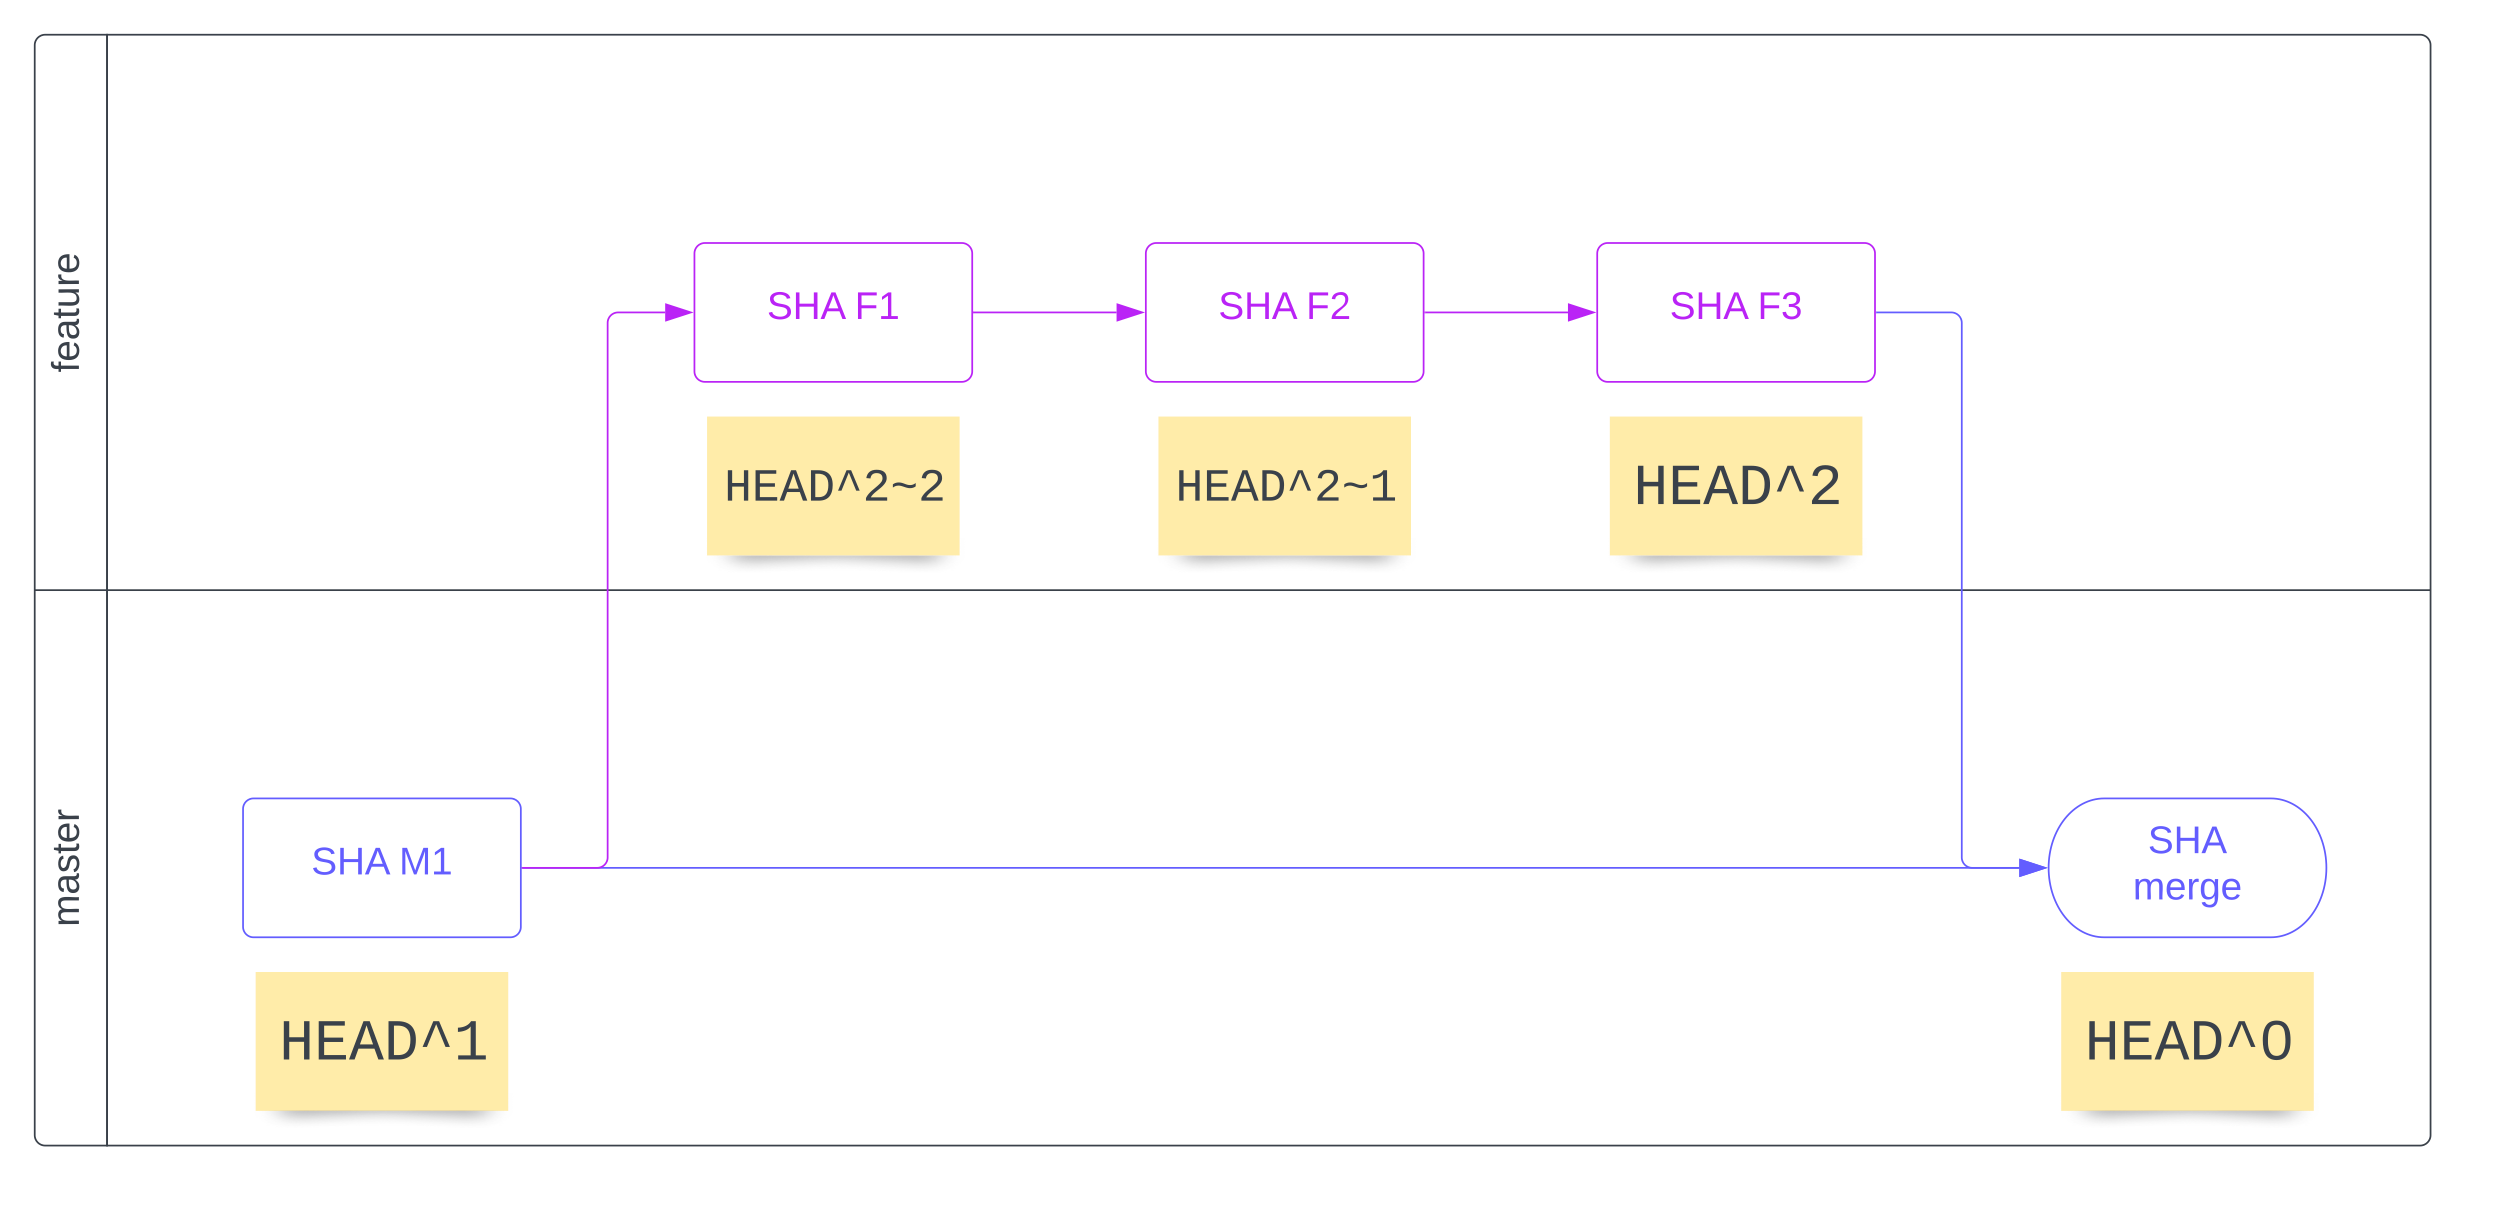 feature
SHA F1
SHA F2
SHA F3
HEAD^2~2
HEAD^2~1
HEAD^2
master
SHA M1
SHA
merge
HEAD^1
HEAD^0